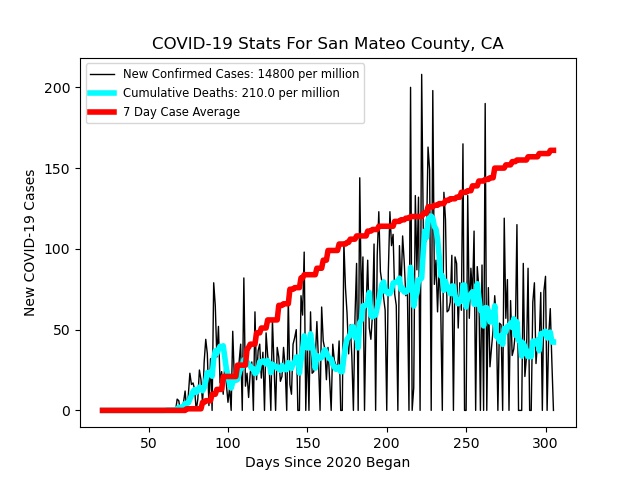 COVID-19 Stats For San Mateo County, CA
New Confirmed Cases: 14800 per million
Cumulative Deaths: 210.0 per million
7 Day Case Average
New COVID-19 Cases
200
150
100
50
0
50 100 150 200 250 300
Days Since 2020 Began